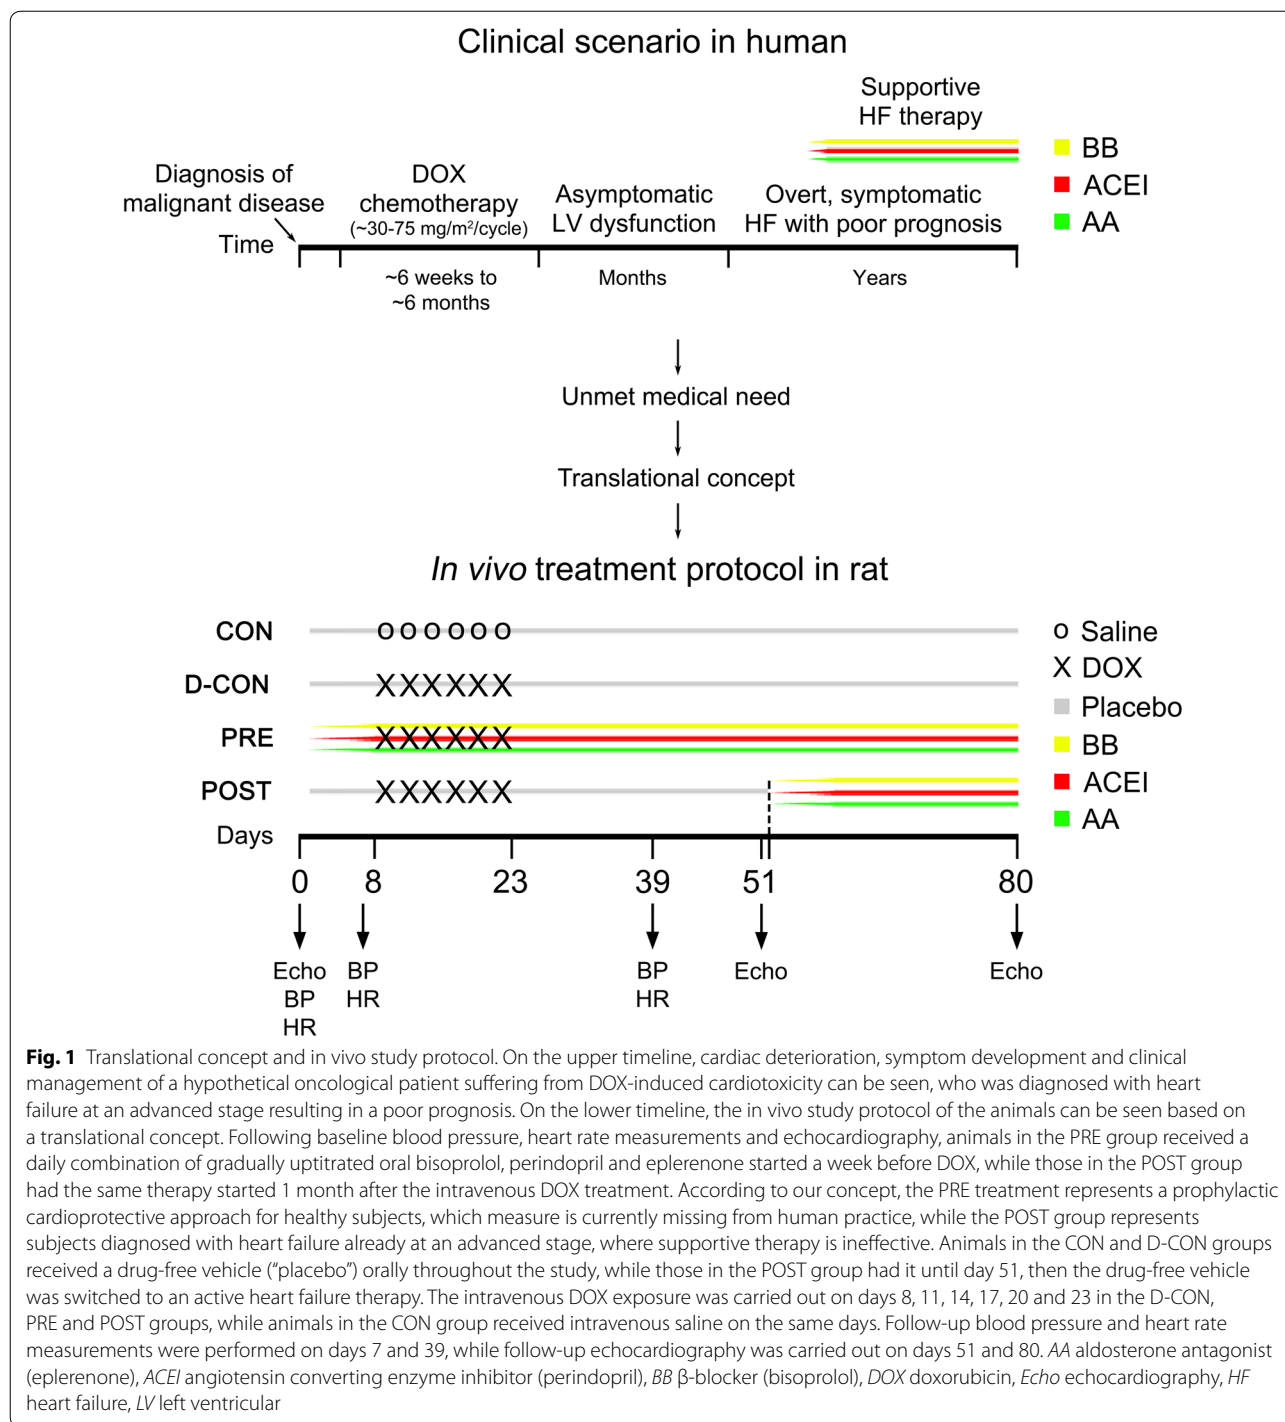 Clinical scenario in human
Supportive
HF therapy
BB
ACEI
AA
Diagnosis of
malignant disease
DOX
chemotherapy
(~30-75 mg/m²/cycle)
Asymptomatic
LV dysfunction
Overt, symptomatic
HF with poor prognosis
Time
~6 weeks to
~6 months
Months
Years
Unmet medical need
Translational concept
In vivo treatment protocol in rat
CON
o o o o o o
o Saline
D-CON
XXXXXX
X DOX
Placebo
PRE
XXXXXX
BB
POST
XXXXXX
ACEI
AA
Days
0 8 23 39 51 80
Echo
BP
HR
BP
HR
BP
HR
Echo
Echo
Fig. 1 Translational concept and in vivo study protocol. On the upper timeline, cardiac deterioration, symptom development and clinical
management of a hypothetical oncological patient suffering from DOX-induced cardiotoxicity can be seen, who was diagnosed with heart
failure at an advanced stage resulting in a poor prognosis. On the lower timeline, the in vivo study protocol of the animals can be seen based on
a translational concept. Following baseline blood pressure, heart rate measurements and echocardiography, animals in the PRE group received a
daily combination of gradually uptitrated oral bisoprolol, perindopril and eplerenone started a week before DOX, while those in the POST group
had the same therapy started 1 month after the intravenous DOX treatment. According to our concept, the PRE treatment represents a prophylactic
cardioprotective approach for healthy subjects, which measure is currently missing from human practice, while the POST group represents
subjects diagnosed with heart failure already at an advanced stage, where supportive therapy is ineffective. Animals in the CON and D-CON groups
received a drug-free vehicle (“placebo”) orally throughout the study, while those in the POST group had it until day 51, then the drug-free vehicle
was switched to an active heart failure therapy. The intravenous DOX exposure was carried out on days 8, 11, 14, 17, 20 and 23 in the D-CON,
PRE and POST groups, while animals in the CON group received intravenous saline on the same days. Follow-up blood pressure and heart rate
measurements were performed on days 7 and 39, while follow-up echocardiography was carried out on days 51 and 80. AA aldosterone antagonist
(eplerenone), ACEI angiotensin converting enzyme inhibitor (perindopril), BB β-blocker (bisoprolol), DOX doxorubicin, Echo echocardiography, HF
heart failure, LV left ventricular